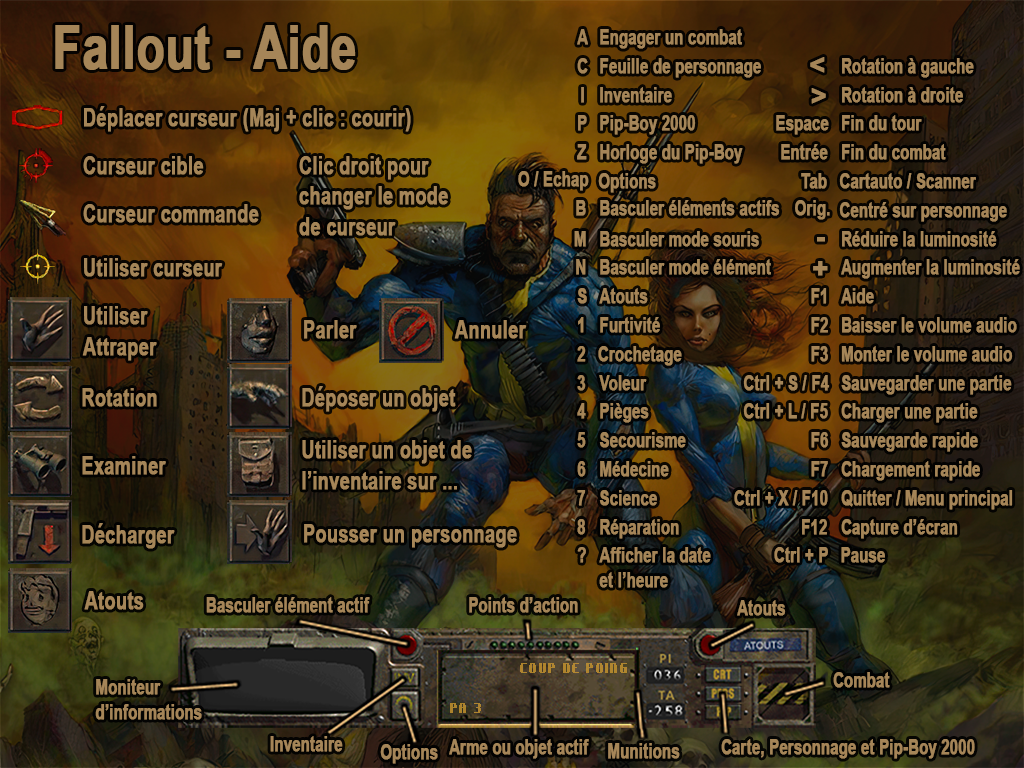 Fallout - Aide
Déplacer curseur (Maj + clic : courir)
Curseur cible
Clic droit pour
changer le mode
de curseur
Curseur commande
Utiliser curseur
Utiliser
Attraper
Parler
Annuler
Rotation
Déposer un objet
Examiner
Utiliser un objet de
l'inventaire sur ...
Décharger
Pousser un personnage
Atouts
A Engager un combat
C Feuille de personnage
I Inventaire
P Pip-Boy 2000
Z Horloge du Pip-Boy
O / Echap Options
B Basculer éléments actifs
M Basculer mode souris
N Basculer mode élément
S Atouts
1 Furtivité
2 Crochetage
3 Voleur
4 Pièges
5 Secourisme
6 Médecine
7 Science
8 Réparation
? Afficher la date
et l'heure
< Rotation à gauche
> Rotation à droite
Espace Fin du tour
Entrée Fin du combat
Tab Cartauto / Scanner
Orig. Centré sur personnage
- Réduire la luminosité
+ Augmenter la luminosité
F1 Aide
F2 Baisser le volume audio
F3 Monter le volume audio
Ctrl + S / F4 Sauvegarder une partie
Ctrl + L / F5 Charger une partie
F6 Sauvegarde rapide
F7 Chargement rapide
Ctrl + X / F10 Quitter / Menu principal
F12 Capture d'écran
Ctrl + P Pause
Basculer élément actif
Points d'action
Atouts
ATOUTS
COUP DE POING
PA 3
PI
036
TA
-258
CRT
Moniteur
d'informations
Combat
Inventaire
Options
Arme ou objet actif
Munitions
Carte, Personnage et Pip-Boy 2000